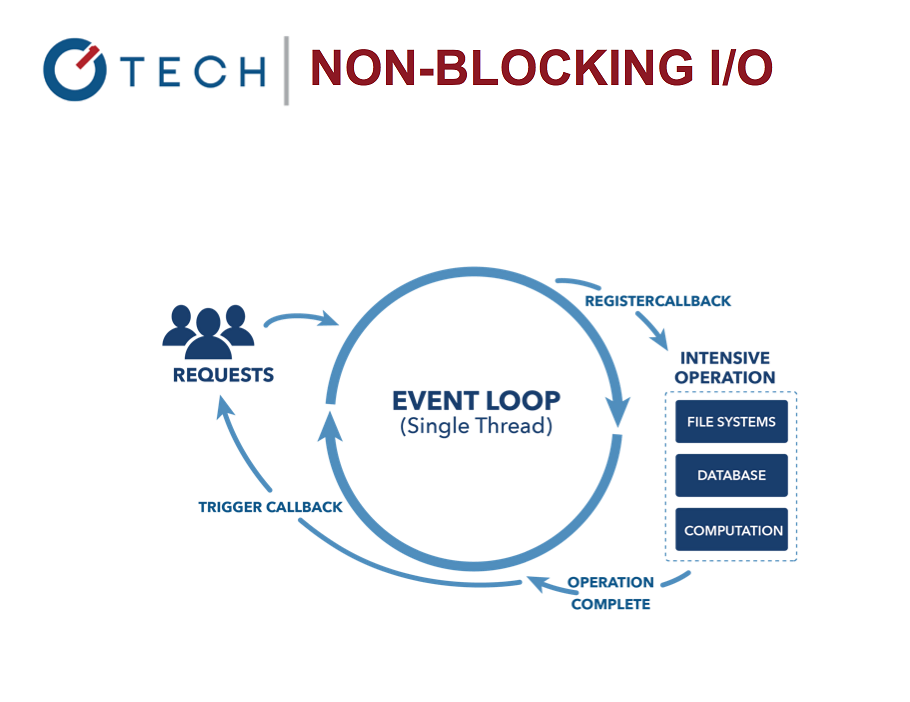 TECH
NON-BLOCKING I/O
REGISTERCALLBACK
REQUESTS
INTENSIVE
OPERATION
EVENT LOOP
(Single Thread)
FILE SYSTEMS
DATABASE
COMPUTATION
TRIGGER CALLBACK
OPERATION
COMPLETE